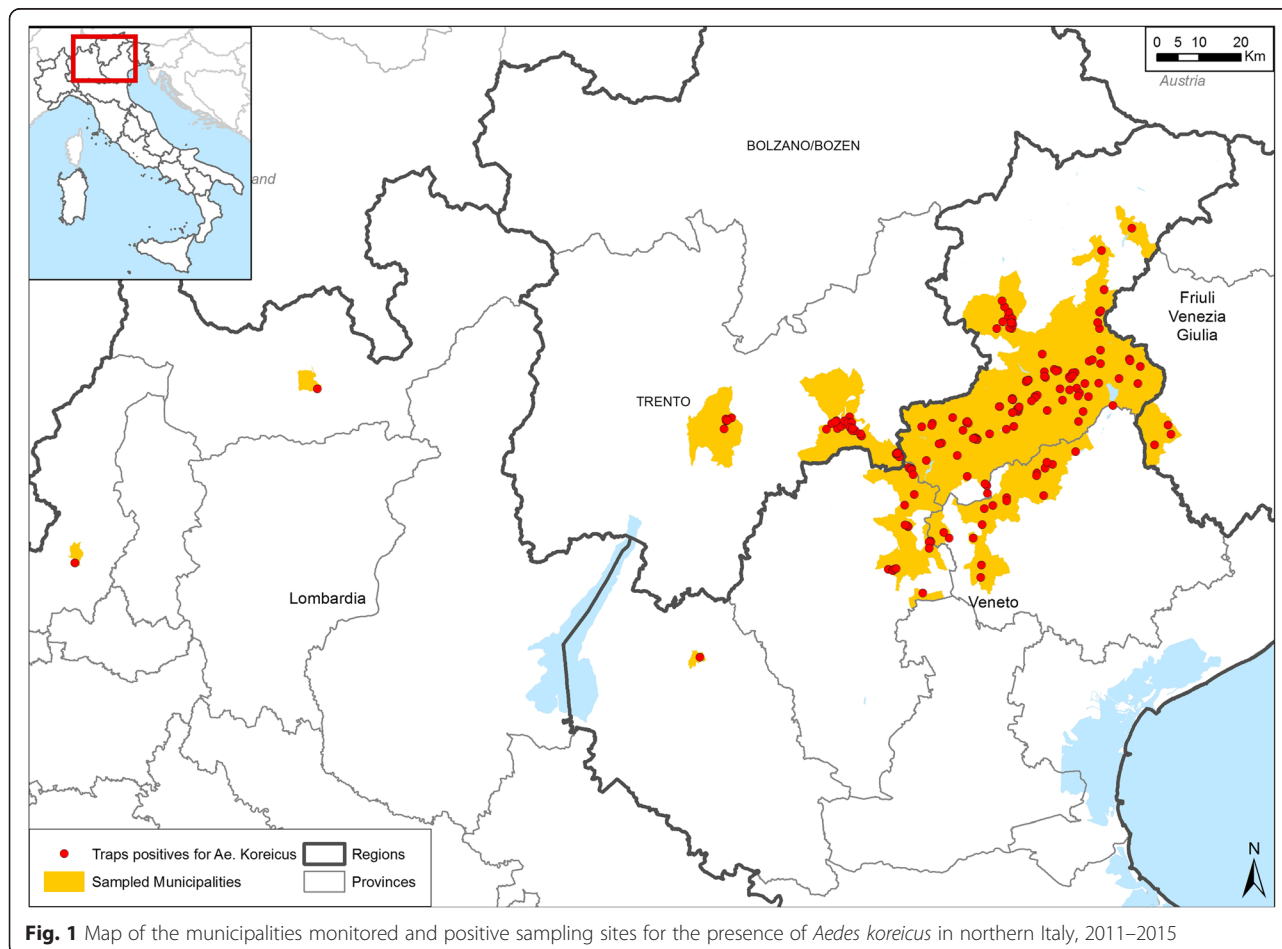 0 5 10 20
Km
Austria
and
BOLZANO/BOZEN
Friuli
Venezia
Giulia
TRENTO
Lombardia
Veneto
Traps positives for Ae. Koreicus
Regions
Sampled Municipalities
Provinces
N
Fig. 1 Map of the municipalities monitored and positive sampling sites for the presence of Aedes koreicus in northern Italy, 2011–2015